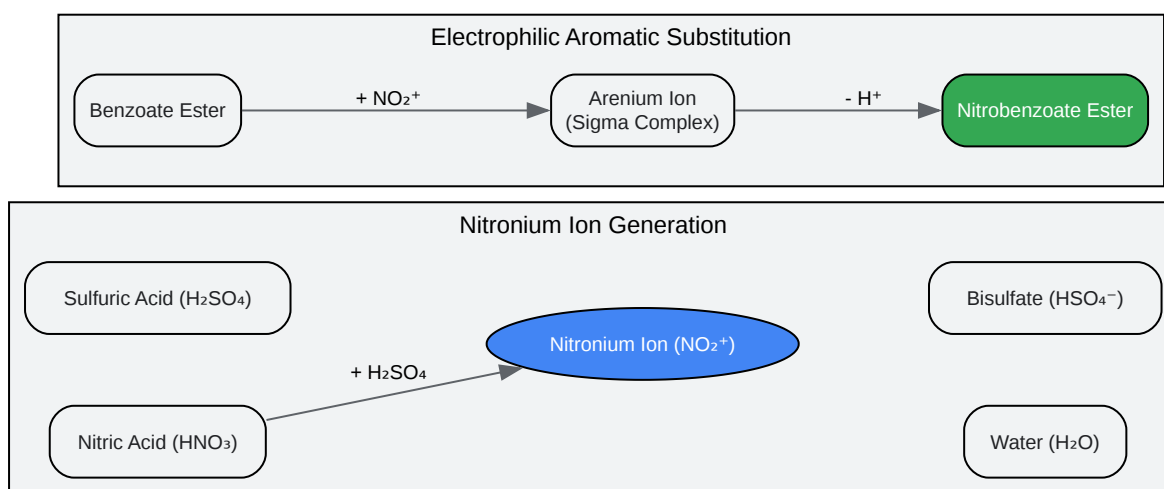 Electrophilic Aromatic Substitution
Benzoate Ester
+ NO₂⁺
Arenium Ion
(Sigma Complex)
- H⁺
Nitrobenzoate Ester
Nitronium Ion Generation
Sulfuric Acid (H₂SO₄)
Bisulfate (HSO₄⁻)
Nitronium Ion (NO₂⁺)
+ H₂SO₄
Nitric Acid (HNO₃)
Water (H₂O)